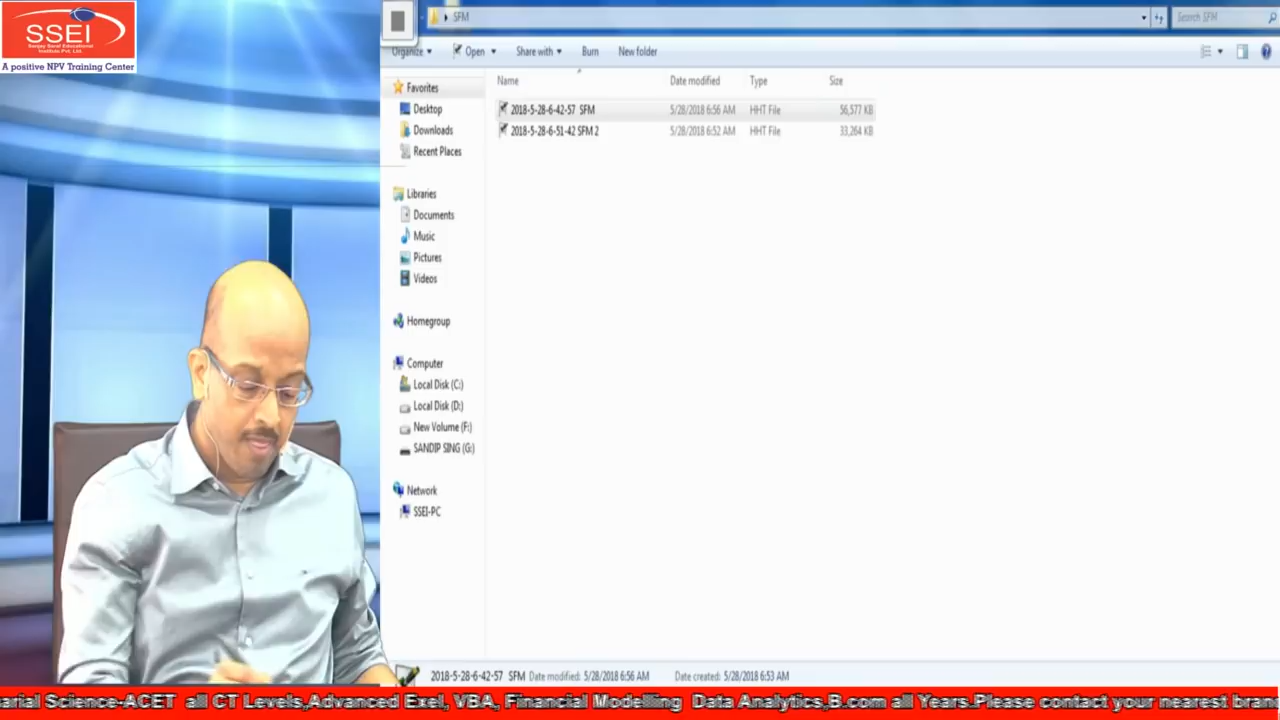 SSEI
Sanjay Saraf Educational
Institute Pvt. Ltd.
A positive NPV Training Center
SFM
Search SFM
Organize
Open
Share with
Burn
New folder
Name
Date modified
Type
Size
2018-5-28-6-42-57 SFM
5/28/2018 6:56 AM
HHT File
56,577 KB
2018-5-28-6-51-42 SFM 2
5/28/2018 6:52 AM
HHT File
33,264 KB
Favorites
Desktop
Downloads
Recent Places
Libraries
Documents
Music
Pictures
Videos
Homegroup
Computer
Local Disk (C:)
Local Disk (D:)
New Volume (F:)
SANDIP SING (G:)
Network
SSEI-PC
2018-5-28-6-42-57 SFM Date modified: 5/28/2018 6:56 AM Date created: 5/28/2018 6:53 AM
arial Science-ACET all CT Levels,Advanced Exel, VBA, Financial Modelling Data Analytics,B.com all Years.Please contact your nearest bran